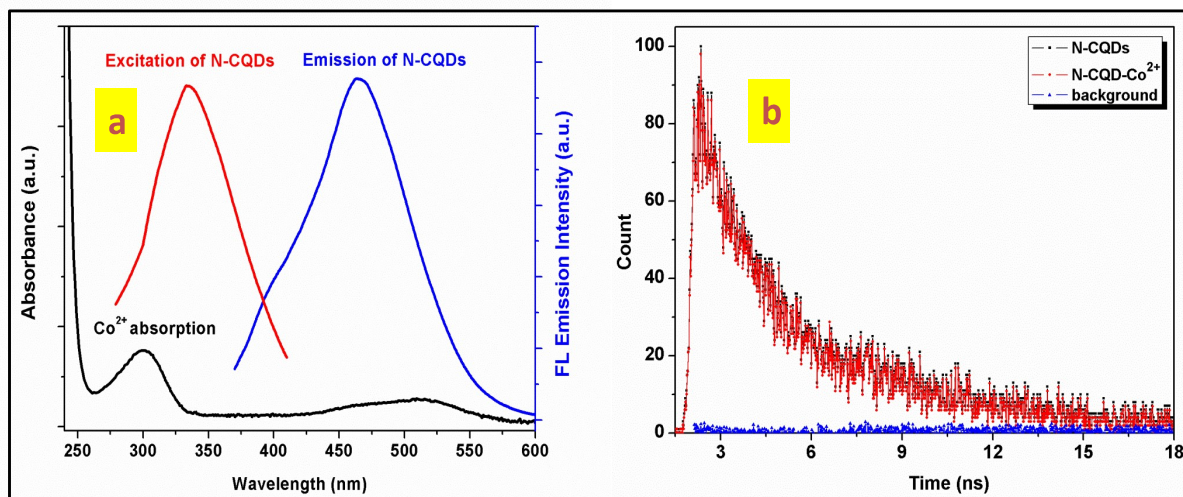 Excitation of N-CQDs
Emission of N-CQDs
a
Co²⁺ absorption
Absorbance (a.u.)
FL Emission Intensity (a.u.)
250 300 350 400 450 500 550 600
Wavelength (nm)
b
N-CQDs
N-CQD-Co²⁺
background
100
80
60
40
20
0
Count
3 6 9 12 15 18
Time (ns)